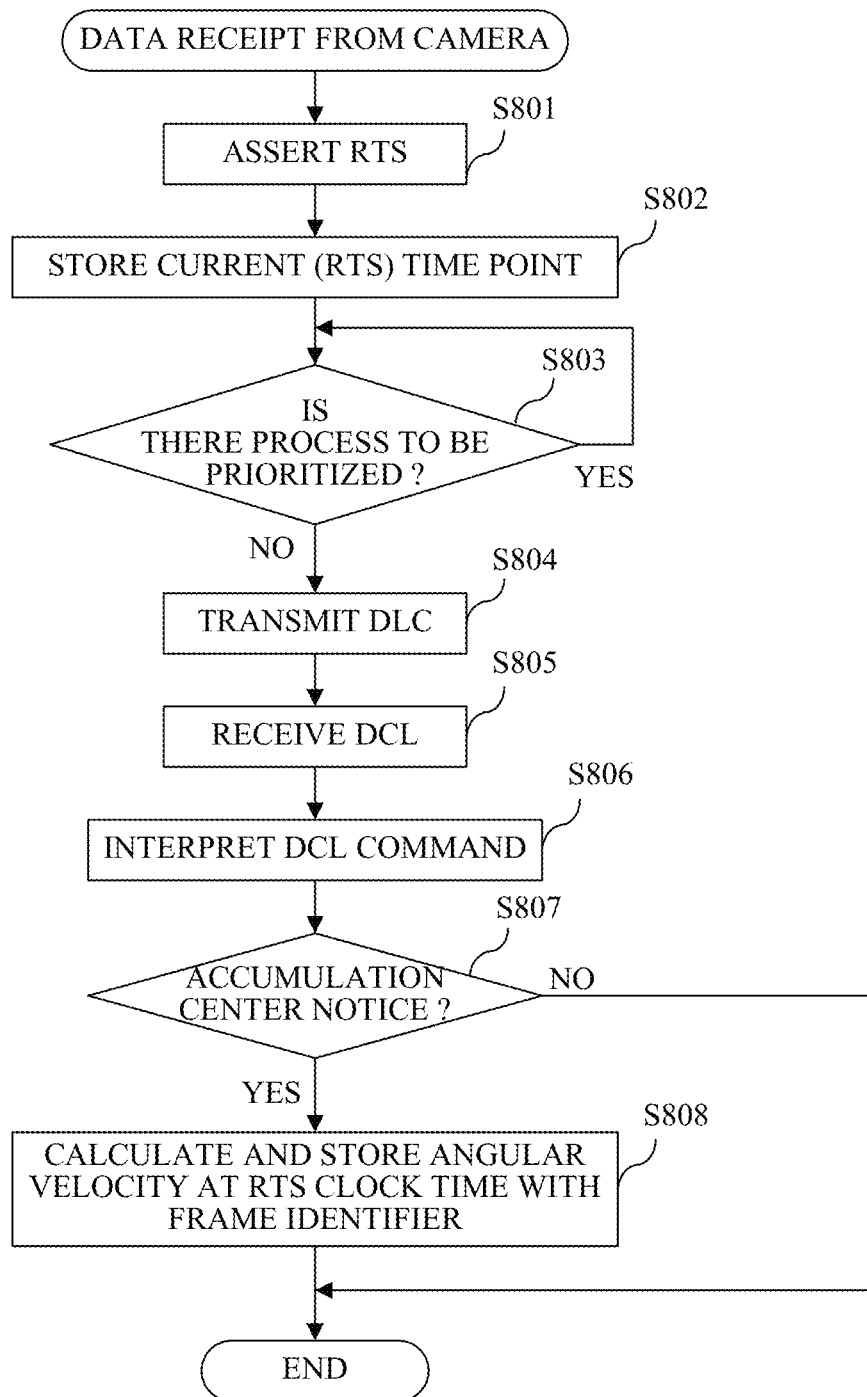 DATA RECEIPT FROM CAMERA
S801
ASSERT RTS
S802
STORE CURRENT (RTS) TIME POINT
S803
IS
THERE PROCESS TO BE
PRIORITIZED ?
YES
NO
S804
TRANSMIT DLC
S805
RECEIVE DCL
S806
INTERPRET DCL COMMAND
S807
ACCUMULATION
CENTER NOTICE ?
NO
YES
S808
CALCULATE AND STORE ANGULAR
VELOCITY AT RTS CLOCK TIME WITH
FRAME IDENTIFIER
END